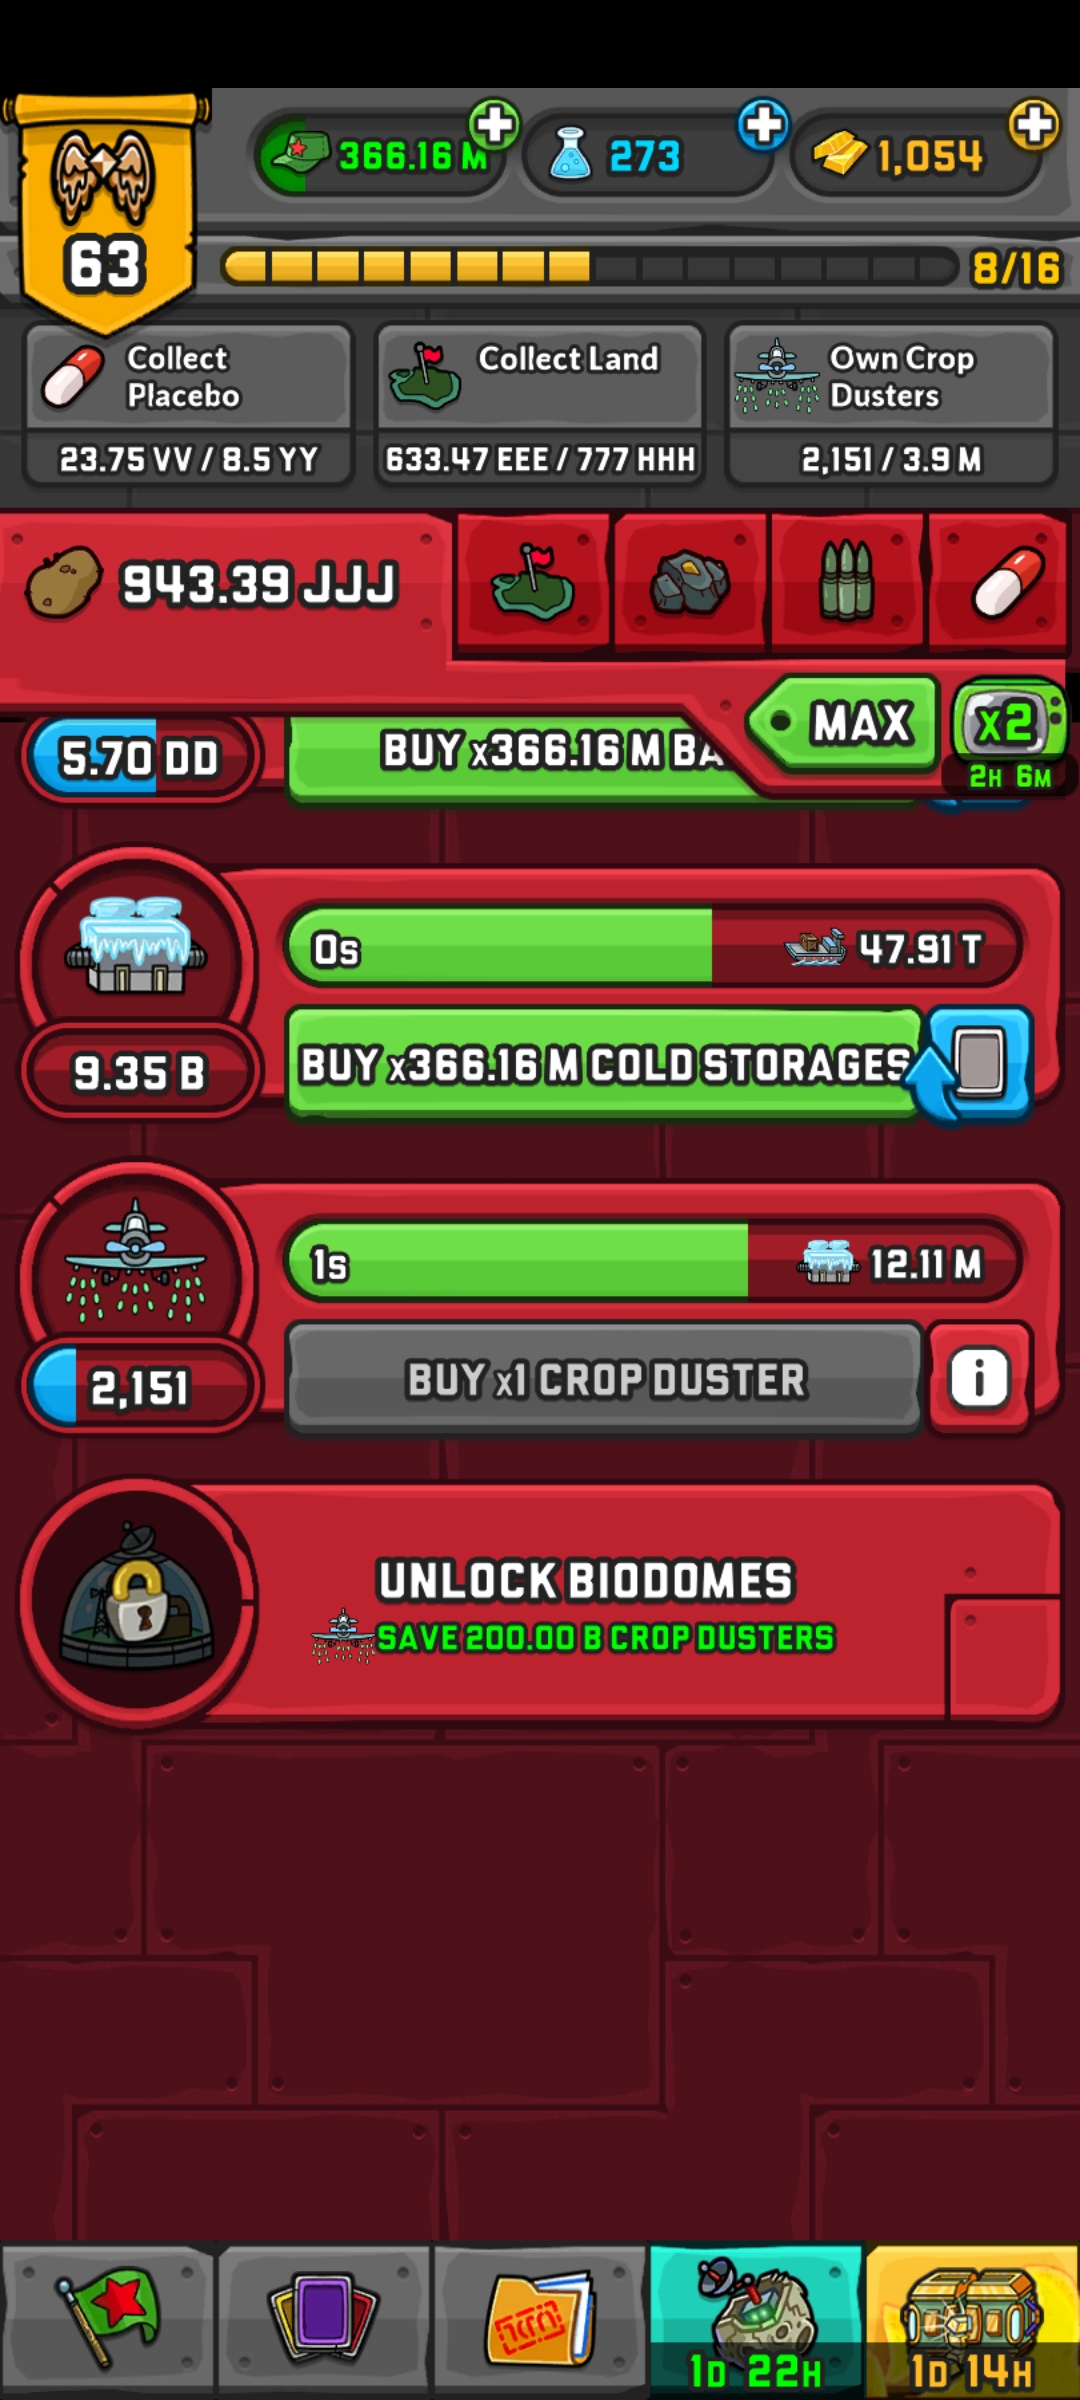 366.16 M
273
1,054
63
8/16
Collect
Placebo
23.75 VV / 8.5 YY
Collect Land
633.47 EEE / 777 HHH
Own Crop
Dusters
2,151 / 3.9 M
943.39 JJJ
MAX
X2
2H 6M
5.70 DD
BUY x366.16 M BA
0s
47.91 T
9.35 B
BUY x366.16 M COLD STORAGES
1s
12.11 M
2,151
BUY x1 CROP DUSTER
i
UNLOCK BIODOMES
SAVE 200.00 B CROP DUSTERS
1D 22H
1D 14H